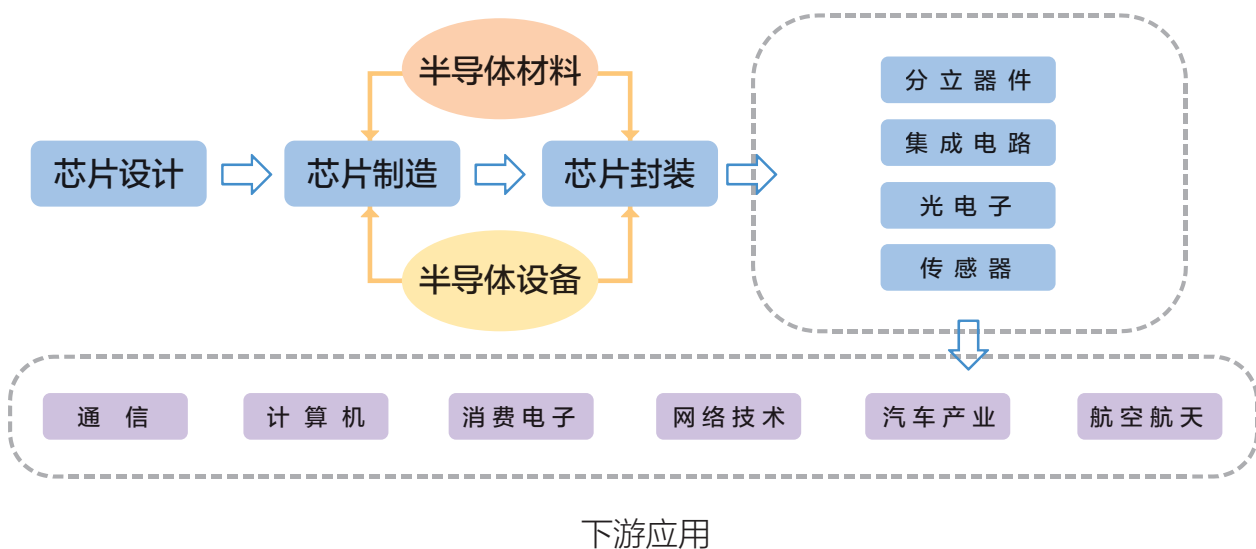 半导体材料
芯片设计
芯片制造
芯片封装
半导体设备
分立器件
集成电路
光电子
传感器
通信
计算机
消费电子
网络技术
汽车产业
航空航天
下游应用